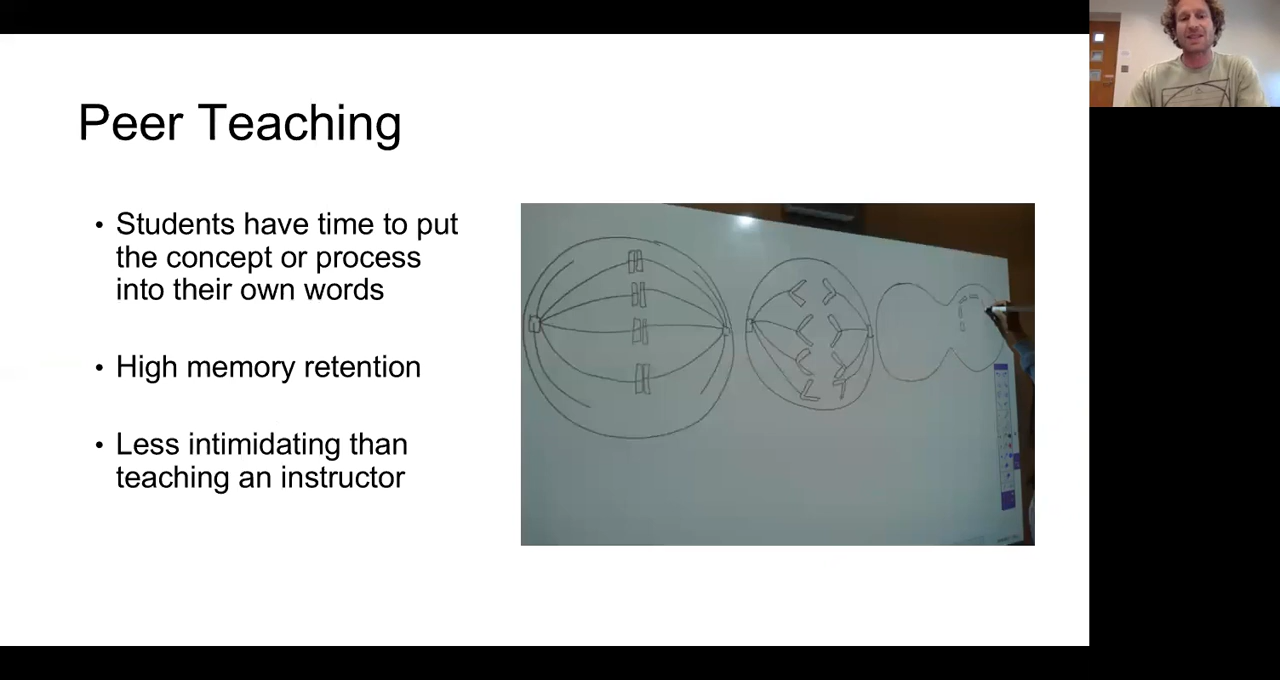 Peer Teaching
• Students have time to put
the concept or process
into their own words
• High memory retention
• Less intimidating than
teaching an instructor